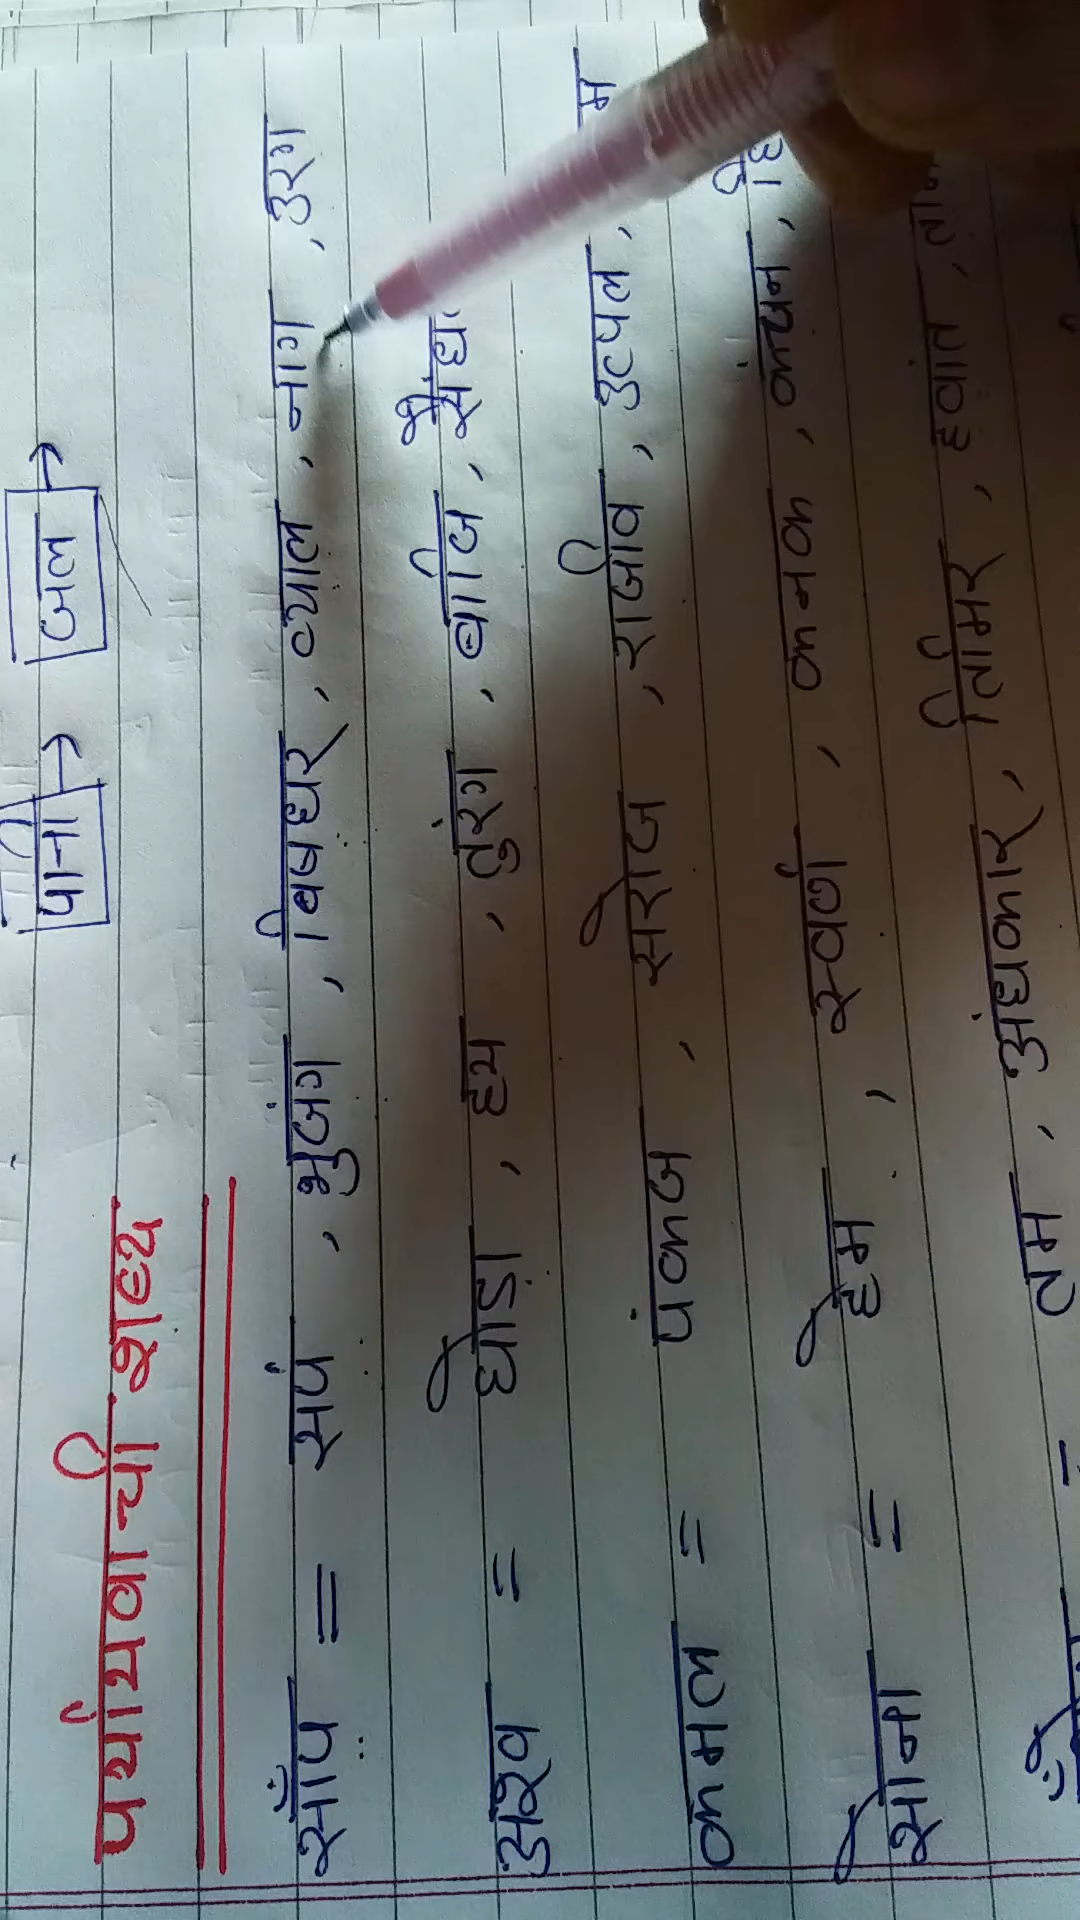 पानी → जल →
पर्यायवाची शब्द
साँप = सर्प , भुजंग , विषधर , व्याल , नाग , उरग
अश्व = घोड़ा , हय , तुरंग , बाजि ,
कमल = पंकज , सरोज , राजीव , उत्पल ,
सोना = हेम , स्वर्ण , कनक , कंचन ,
= तम , अंधकार , तिमिर , ध्वांत ,